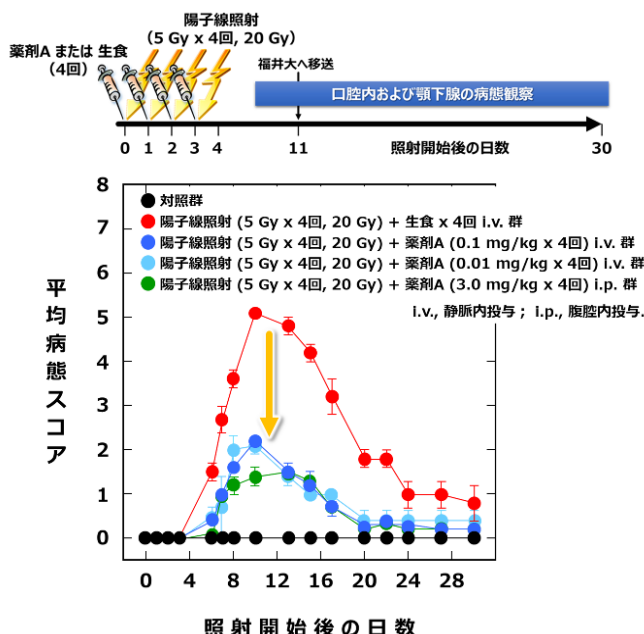 陽子線照射
(5 Gy x 4回, 20 Gy)
薬剤A または 生食
(4回)
福井大へ移送
口腔内および顎下腺の病態観察
0 1 2 3 4 11 照射開始後の日数 30
8
7
6
5
4
3
2
1
0
平均病態スコア
対照群
陽子線照射 (5 Gy x 4回, 20 Gy) + 生食 x 4回 i.v. 群
陽子線照射 (5 Gy x 4回, 20 Gy) + 薬剤A (0.1 mg/kg x 4回) i.v. 群
陽子線照射 (5 Gy x 4回, 20 Gy) + 薬剤A (0.01 mg/kg x 4回) i.v. 群
陽子線照射 (5 Gy x 4回, 20 Gy) + 薬剤A (3.0 mg/kg x 4回) i.p. 群
i.v., 静脈内投与 ; i.p., 腹腔内投与.
0 4 8 12 16 20 24 28
照射開始後の日数